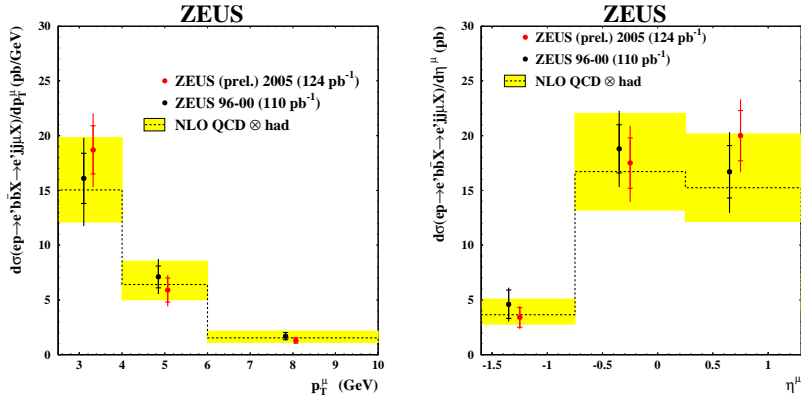 ZEUS
dσ(ep→e'bb̄X→e'jjμX)/dp_T^μ (pb/GeV)
30
25
20
15
10
5
0
ZEUS (prel.) 2005 (124 pb⁻¹)
ZEUS 96-00 (110 pb⁻¹)
NLO QCD ⊗ had
3 4 5 6 7 8 9 10
p_T^μ (GeV)
ZEUS
dσ(ep→e'bb̄X→e'jjμX)/dη^μ (pb)
30
25
20
15
10
5
0
ZEUS (prel.) 2005 (124 pb⁻¹)
ZEUS 96-00 (110 pb⁻¹)
NLO QCD ⊗ had
-1.5 -1 -0.5 0 0.5 1
η^μ